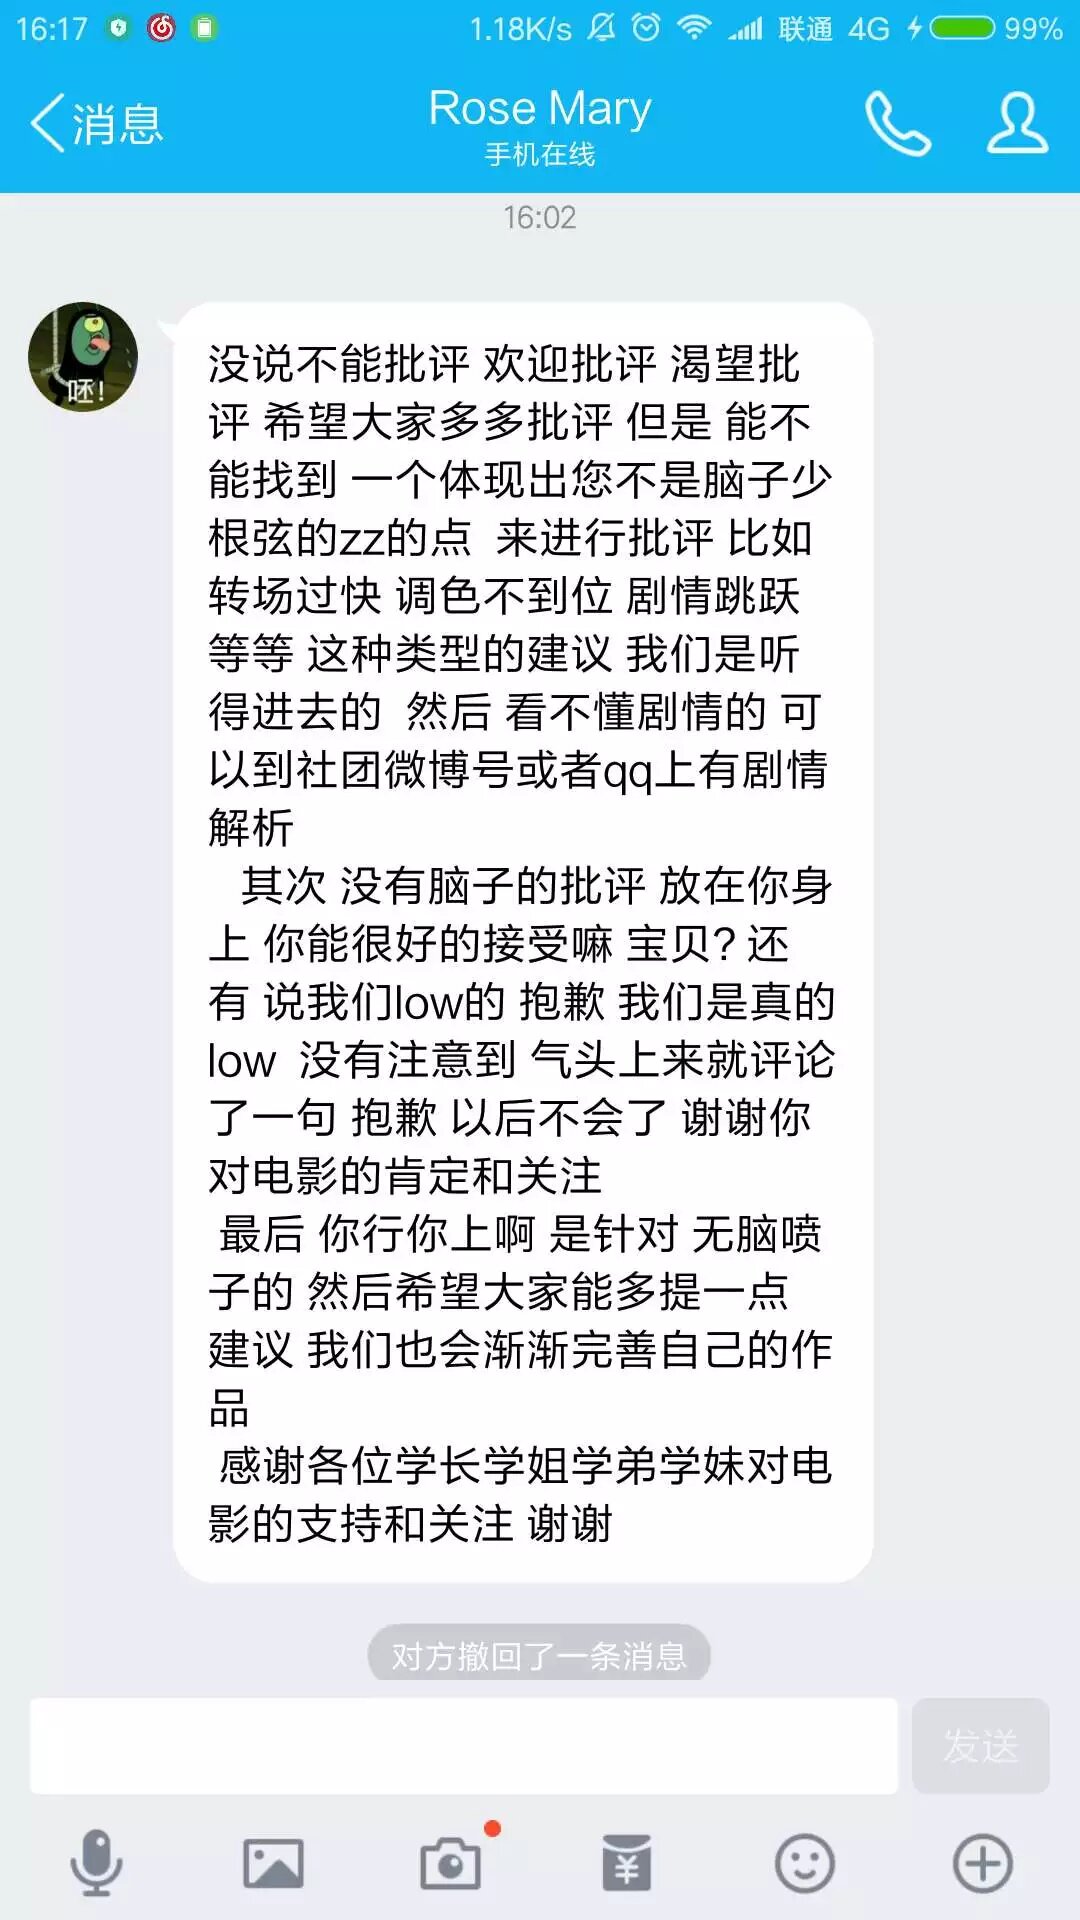 16:17 1.18K/s 联通 4G 99%
消息
Rose Mary
手机在线
16:02
呸!
没说不能批评 欢迎批评 渴望批
评 希望大家多多批评 但是 能不
能找到 一个体现出您不是脑子少
根弦的zz的点 来进行批评 比如
转场过快 调色不到位 剧情跳跃
等等 这种类型的建议 我们是听
得进去的 然后 看不懂剧情的 可
以到社团微博号或者qq上有剧情
解析
其次 没有脑子的批评 放在你身
上 你能很好的接受嘛 宝贝? 还
有 说我们low的 抱歉 我们是真的
low 没有注意到 气头上来就评论
了一句 抱歉 以后不会了 谢谢你
对电影的肯定和关注
最后 你行你上啊 是针对 无脑喷
子的 然后希望大家能多提一点
建议 我们也会渐渐完善自己的作
品
感谢各位学长学姐学弟学妹对电
影的支持和关注 谢谢
对方撤回了一条消息
发送